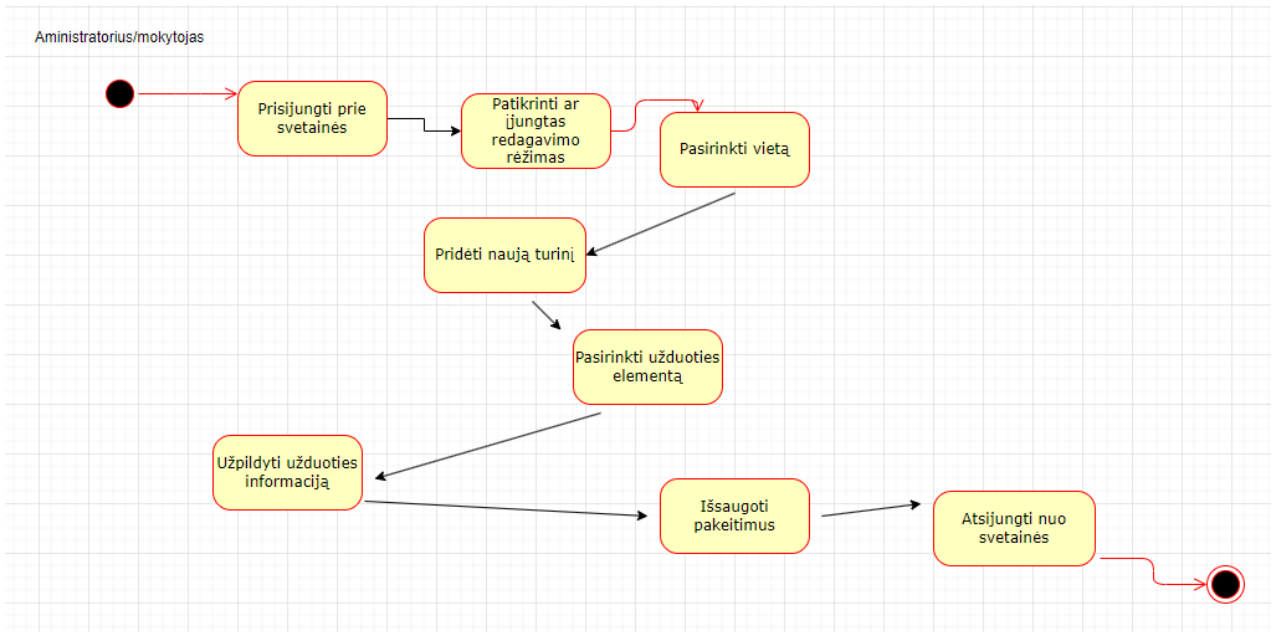 Aministratorius/mokytojas
Prisijungti prie
svetainės
Patikrinti ar
įjungtas
redagavimo
rėžimas
Pasirinkti vietą
Pridėti naują turinį
Pasirinkti užduoties
elementą
Užpildyti užduoties
informaciją
Išsaugoti
pakeitimus
Atsijungti nuo
svetainės